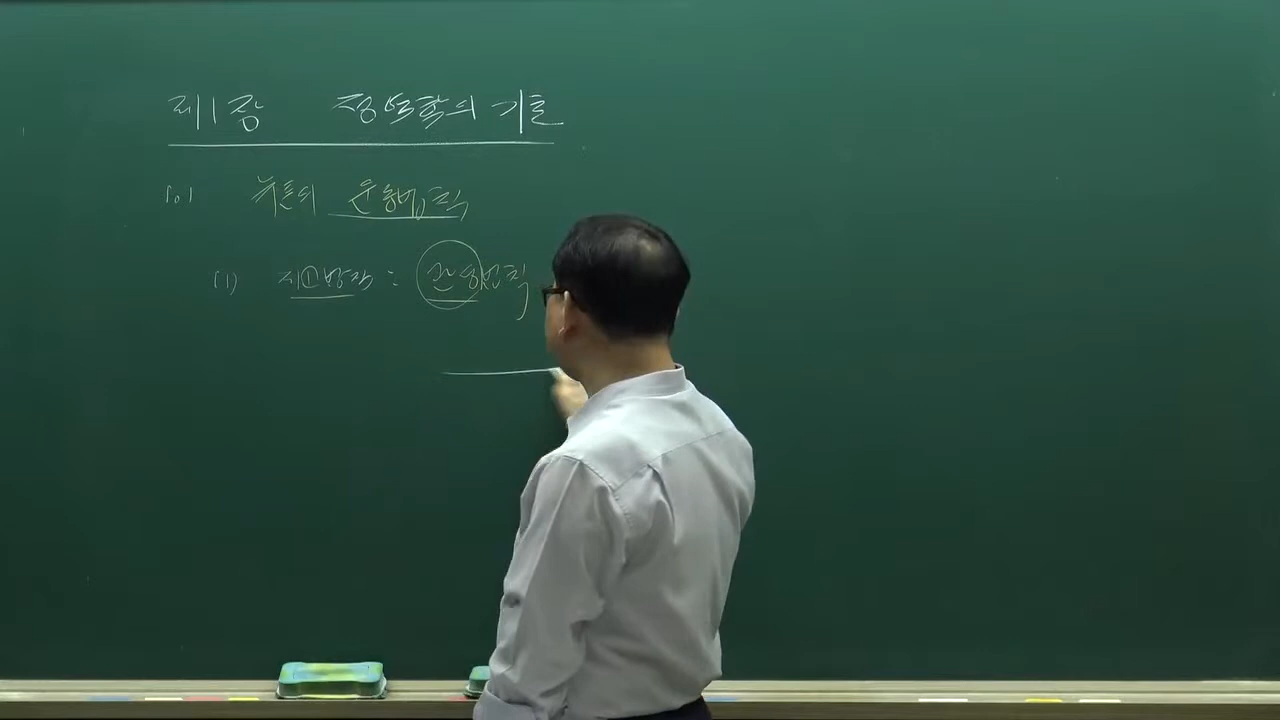 제1장 정역학의 기초
1.1 뉴톤의 운동법칙
(1) 제1법칙 : 관성법칙